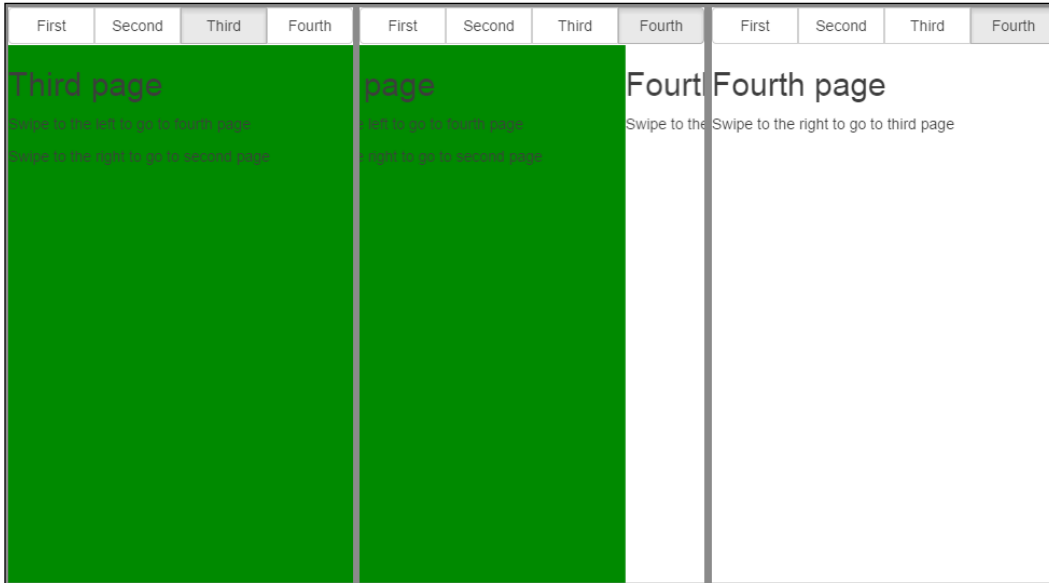 First Second Third Fourth
Third page
Swipe to the left to go to fourth page
Swipe to the right to go to second page
First Second Third Fourth
page
left to go to fourth page
right to go to second page
Fourt
Swipe to the
First Second Third Fourth
Fourth page
Swipe to the right to go to third page